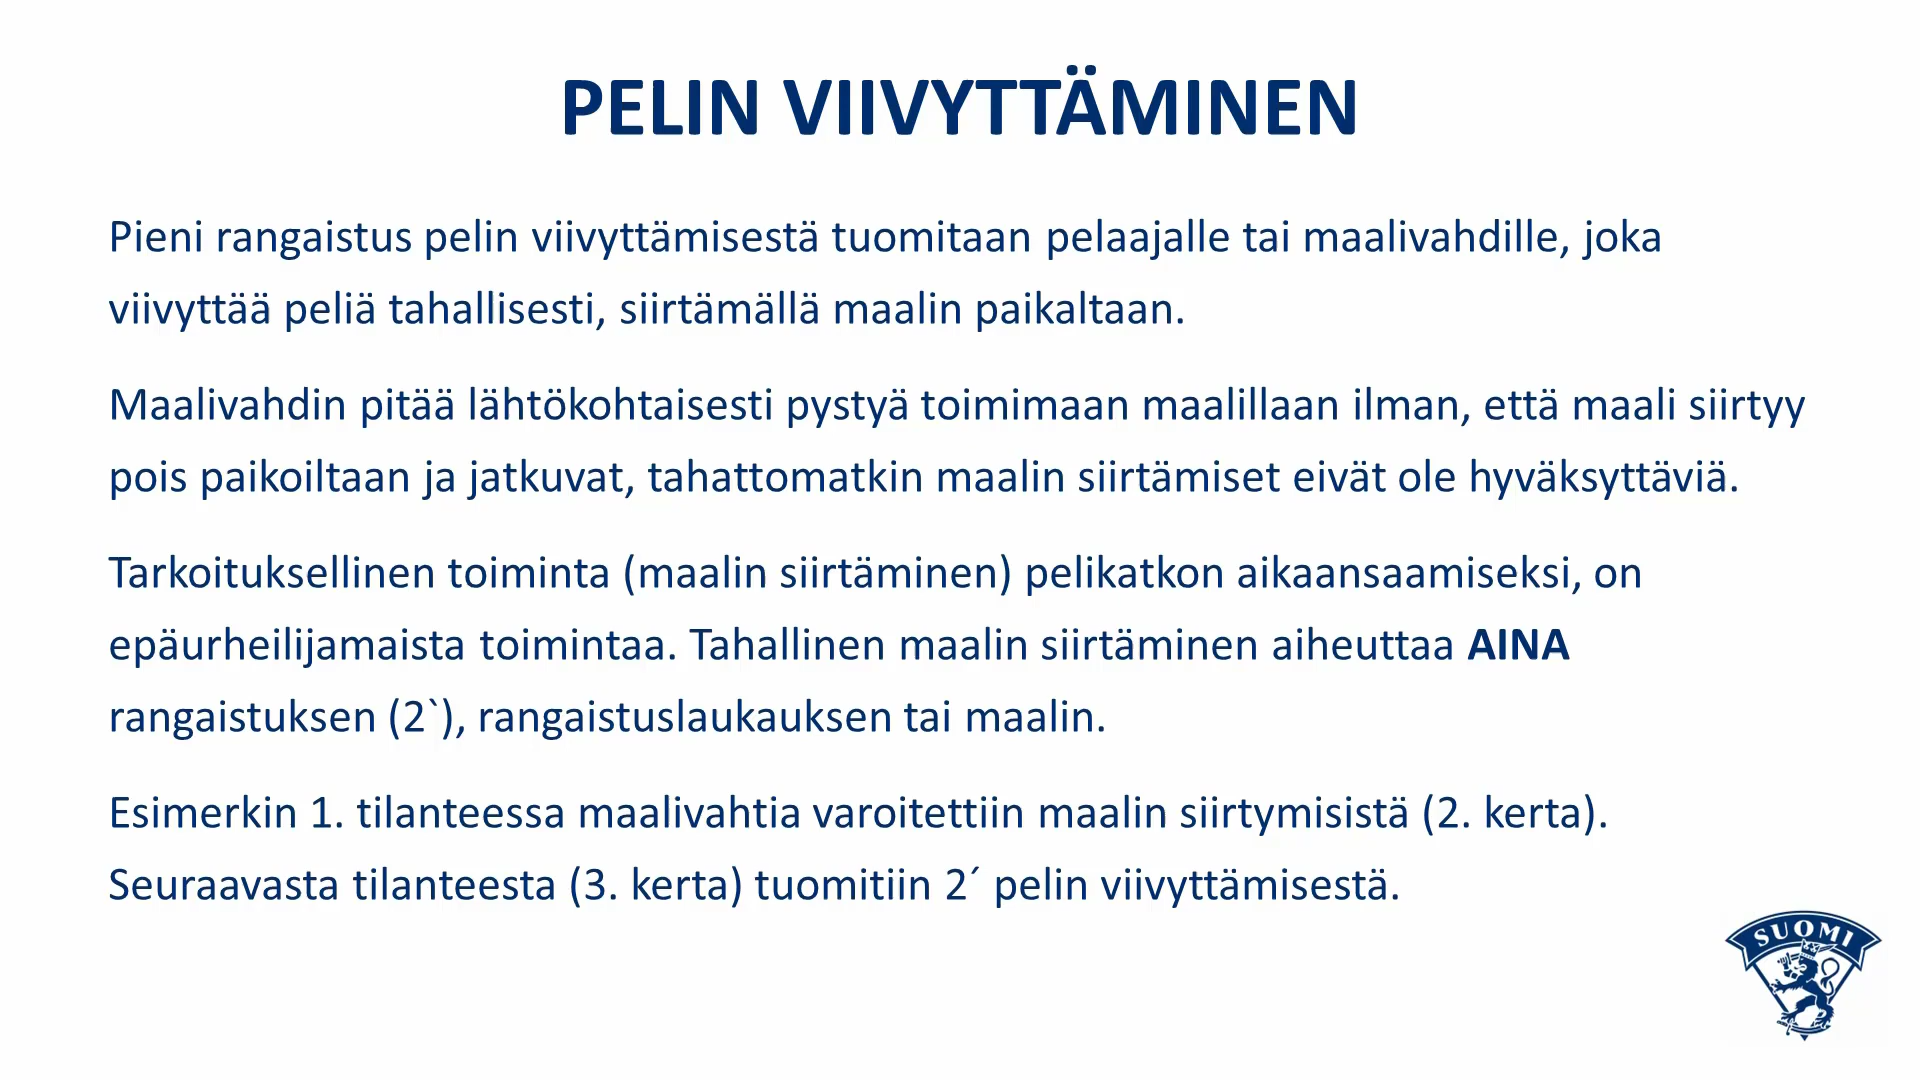 PELIN VIIVYTTÄMINEN
Pieni rangaistus pelin viivyttämisestä tuomitaan pelaajalle tai maalivahdille, joka
viivyttää peliä tahallisesti, siirtämällä maalin paikaltaan.
Maalivahdin pitää lähtökohtaisesti pystyä toimimaan maalillaan ilman, että maali siirtyy
pois paikoiltaan ja jatkuvat, tahattomatkin maalin siirtämiset eivät ole hyväksyttäviä.
Tarkoituksellinen toiminta (maalin siirtäminen) pelikatkon aikaansaamiseksi, on
epäurheilijamaista toimintaa. Tahallinen maalin siirtäminen aiheuttaa AINA
rangaistuksen (2`), rangaistuslaukauksen tai maalin.
Esimerkin 1. tilanteessa maalivahtia varoitettiin maalin siirtymisistä (2. kerta).
Seuraavasta tilanteesta (3. kerta) tuomitiin 2´ pelin viivyttämisestä.
SUOMI